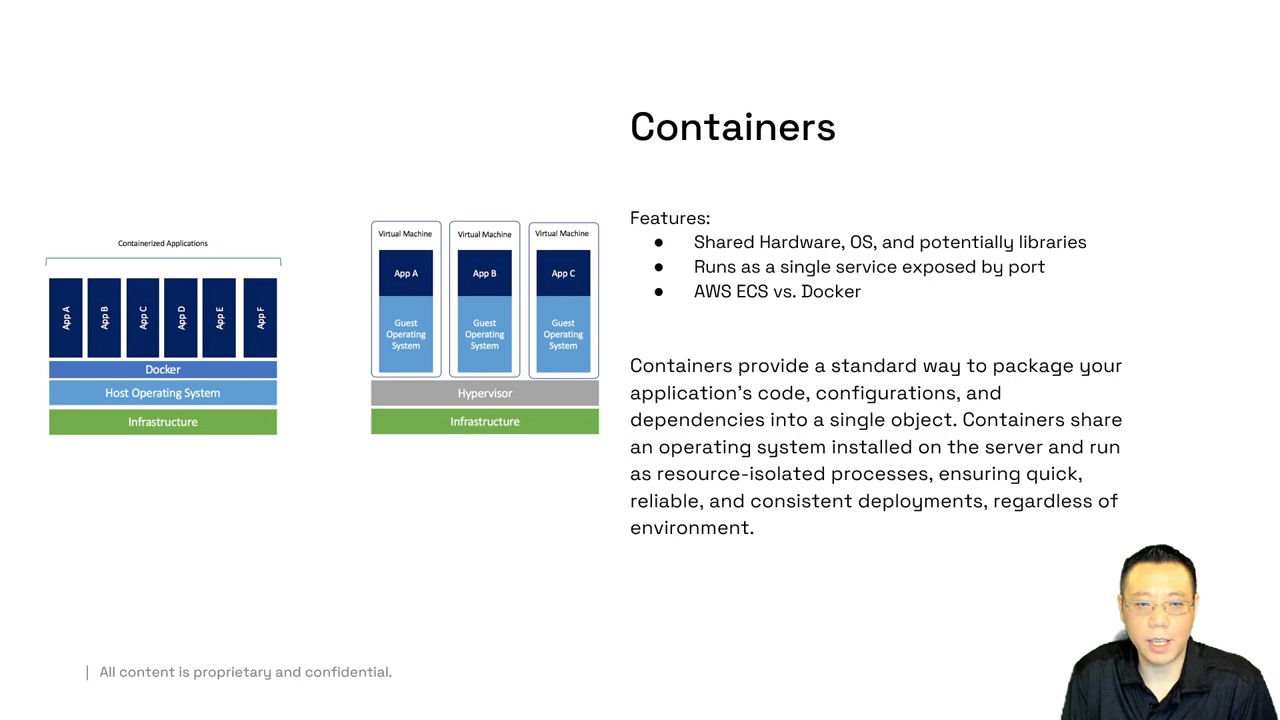 Containers
Features:
● Shared Hardware, OS, and potentially libraries
● Runs as a single service exposed by port
● AWS ECS vs. Docker
Containers provide a standard way to package your
application's code, configurations, and
dependencies into a single object. Containers share
an operating system installed on the server and run
as resource-isolated processes, ensuring quick,
reliable, and consistent deployments, regardless of
environment.
Containerized Applications
App A
App B
App C
App D
App E
App F
Docker
Host Operating System
Infrastructure
Virtual Machine
App A
Guest
Operating
System
Virtual Machine
App B
Guest
Operating
System
Virtual Machine
App C
Guest
Operating
System
Hypervisor
Infrastructure
| All content is proprietary and confidential.